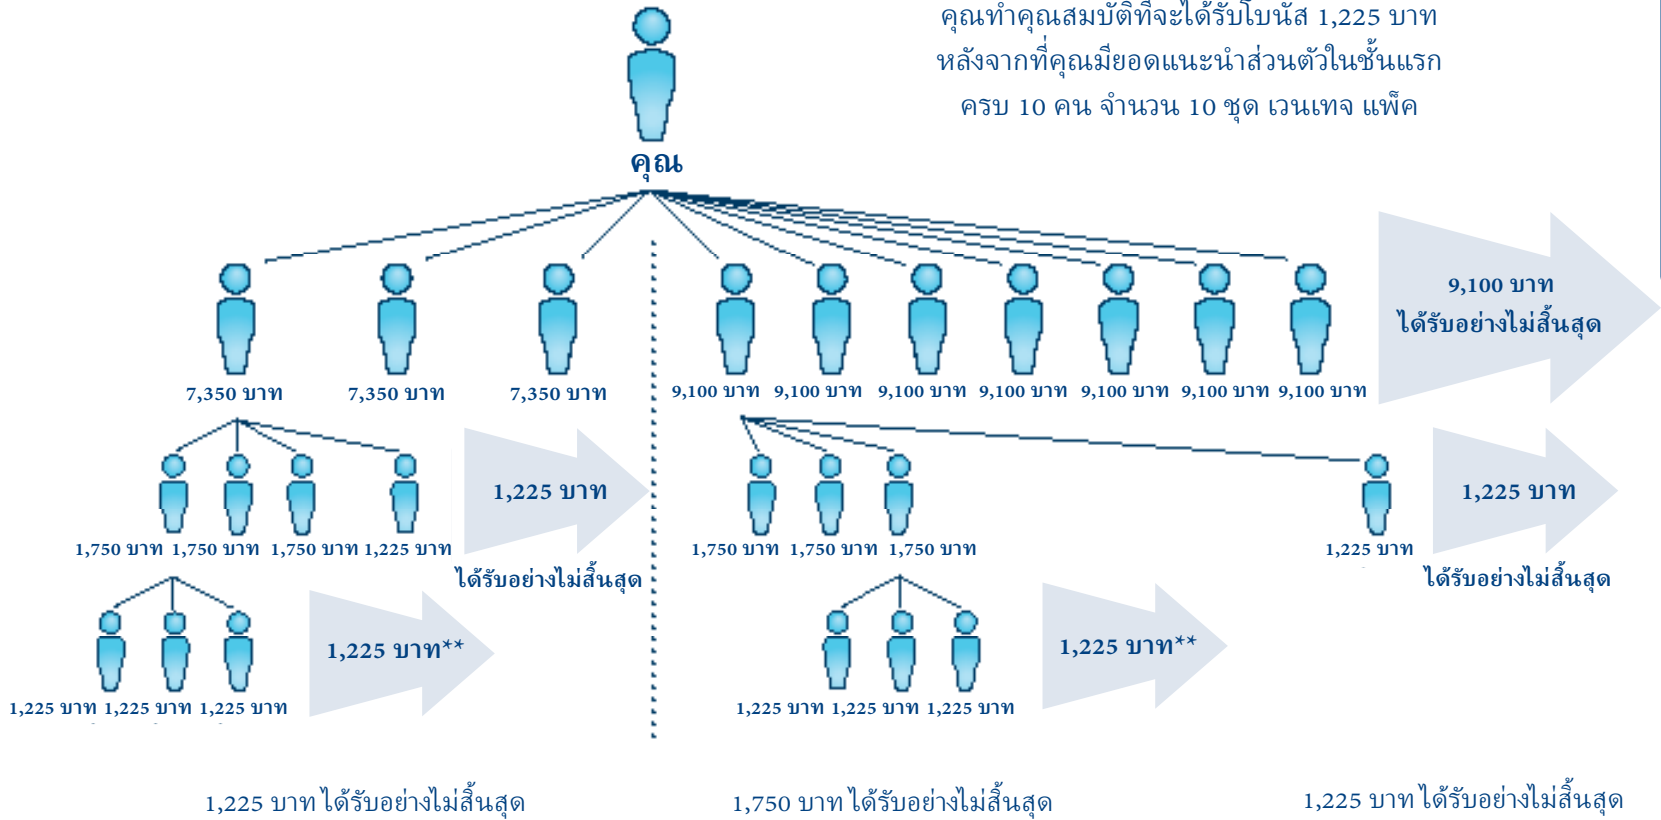 คุณทำคุณสมบัติที่จะได้รับโบนัส 1,225 บาท
หลังจากที่คุณมียอดแนะนำส่วนตัวในชั้นแรก
ครบ 10 คน จำนวน 10 ชุด เวนเทจ แพ็ค
คุณ
9,100 บาท
ได้รับอย่างไม่สิ้นสุด
7,350 บาท 7,350 บาท 7,350 บาท 9,100 บาท 9,100 บาท 9,100 บาท 9,100 บาท 9,100 บาท 9,100 บาท 9,100 บาท
1,225 บาท 1,225 บาท
1,750 บาท 1,750 บาท 1,750 บาท 1,225 บาท 1,750 บาท 1,750 บาท 1,750 บาท 1,225 บาท
ได้รับอย่างไม่สิ้นสุด ได้รับอย่างไม่สิ้นสุด
1,225 บาท** 1,225 บาท**
1,225 บาท 1,225 บาท 1,225 บาท 1,225 บาท 1,225 บาท 1,225 บาท
1,225 บาท ได้รับอย่างไม่สิ้นสุด 1,750 บาท ได้รับอย่างไม่สิ้นสุด 1,225 บาท ได้รับอย่างไม่สิ้นสุด